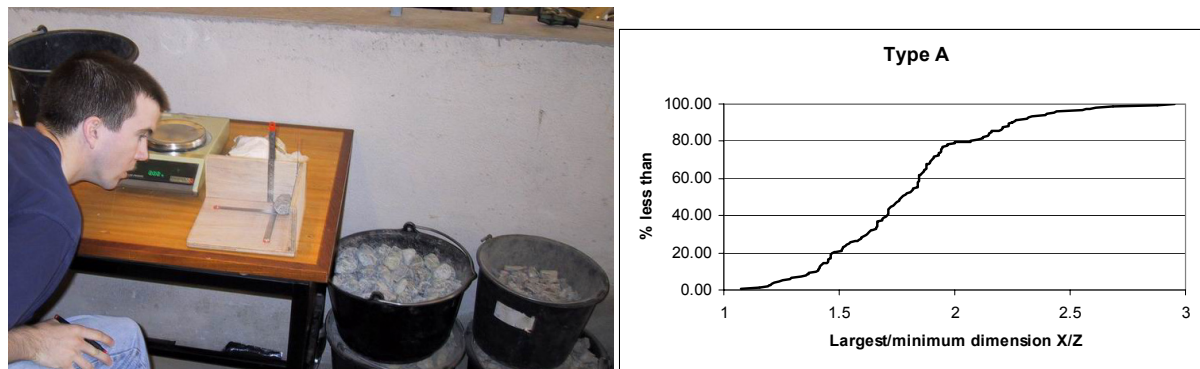 Type A
100.00
80.00
60.00
40.00
20.00
0.00
% less than
1 1.5 2 2.5 3
Largest/minimum dimension X/Z